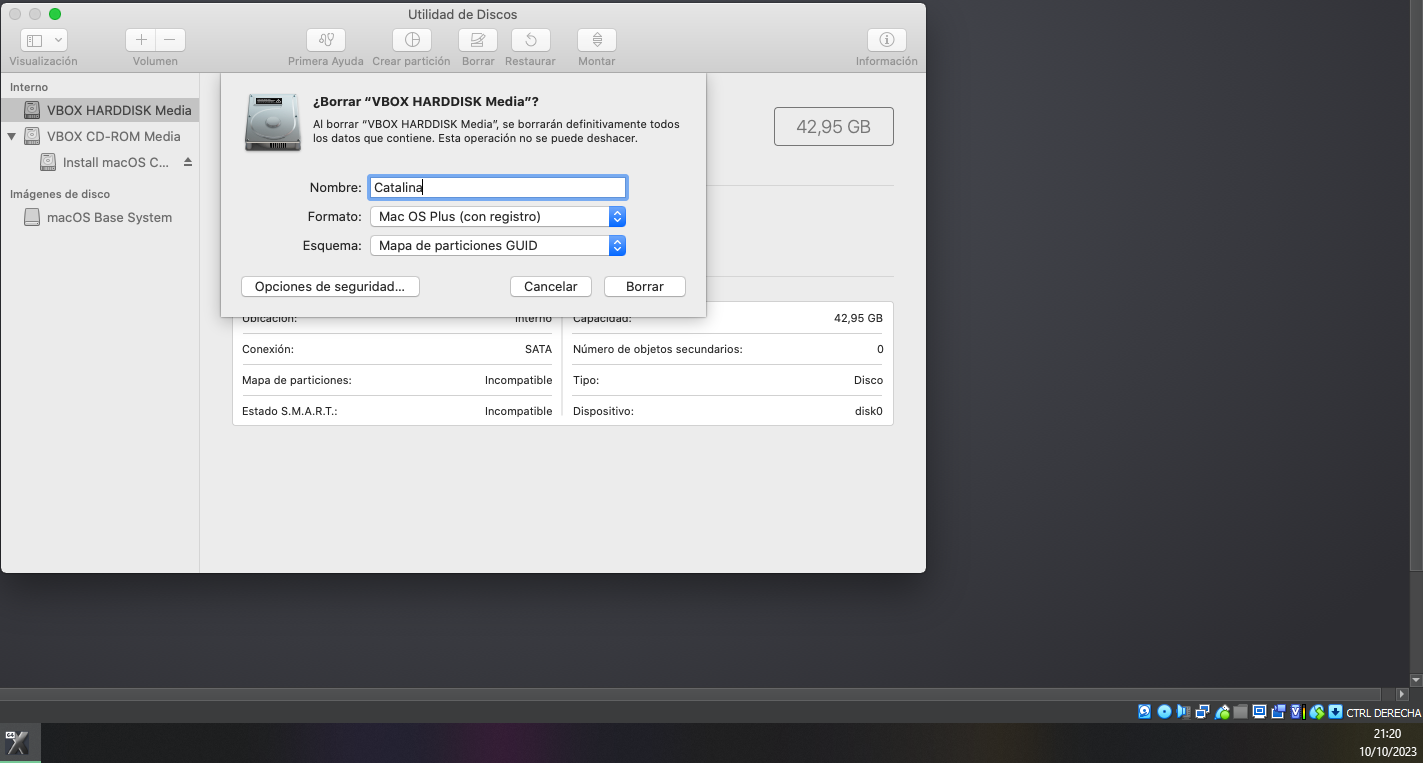 Utilidad de Discos
Visualización
Volumen
Primera Ayuda
Crear partición
Borrar
Restaurar
Montar
Información
Interno
VBOX HARDDISK Media
VBOX CD-ROM Media
Install macOS C...
Imágenes de disco
macOS Base System
¿Borrar “VBOX HARDDISK Media”?
Al borrar “VBOX HARDDISK Media”, se borrarán definitivamente todos
los datos que contiene. Esta operación no se puede deshacer.
42,95 GB
Nombre: Catalina
Formato: Mac OS Plus (con registro)
Esquema: Mapa de particiones GUID
Opciones de seguridad...
Cancelar
Borrar
Ubicación: Interno
Capacidad: 42,95 GB
Conexión: SATA
Número de objetos secundarios: 0
Mapa de particiones: Incompatible
Tipo: Disco
Estado S.M.A.R.T.: Incompatible
Dispositivo: disk0
CTRL DERECHA
64
21:20
10/10/2023